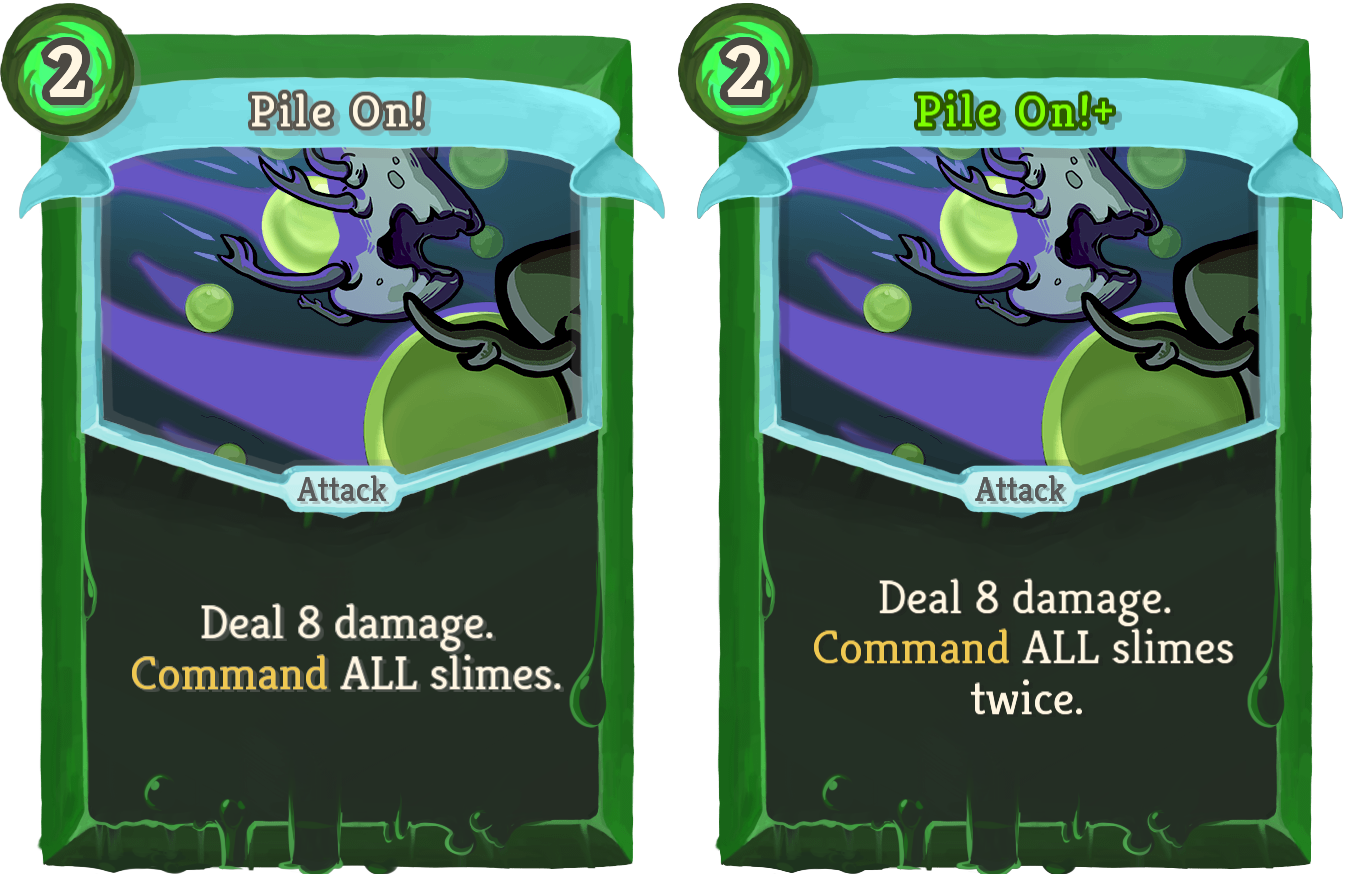 2
Pile On!
Attack
Deal 8 damage.
Command ALL slimes.
2
Pile On!+
Attack
Deal 8 damage.
Command ALL slimes
twice.